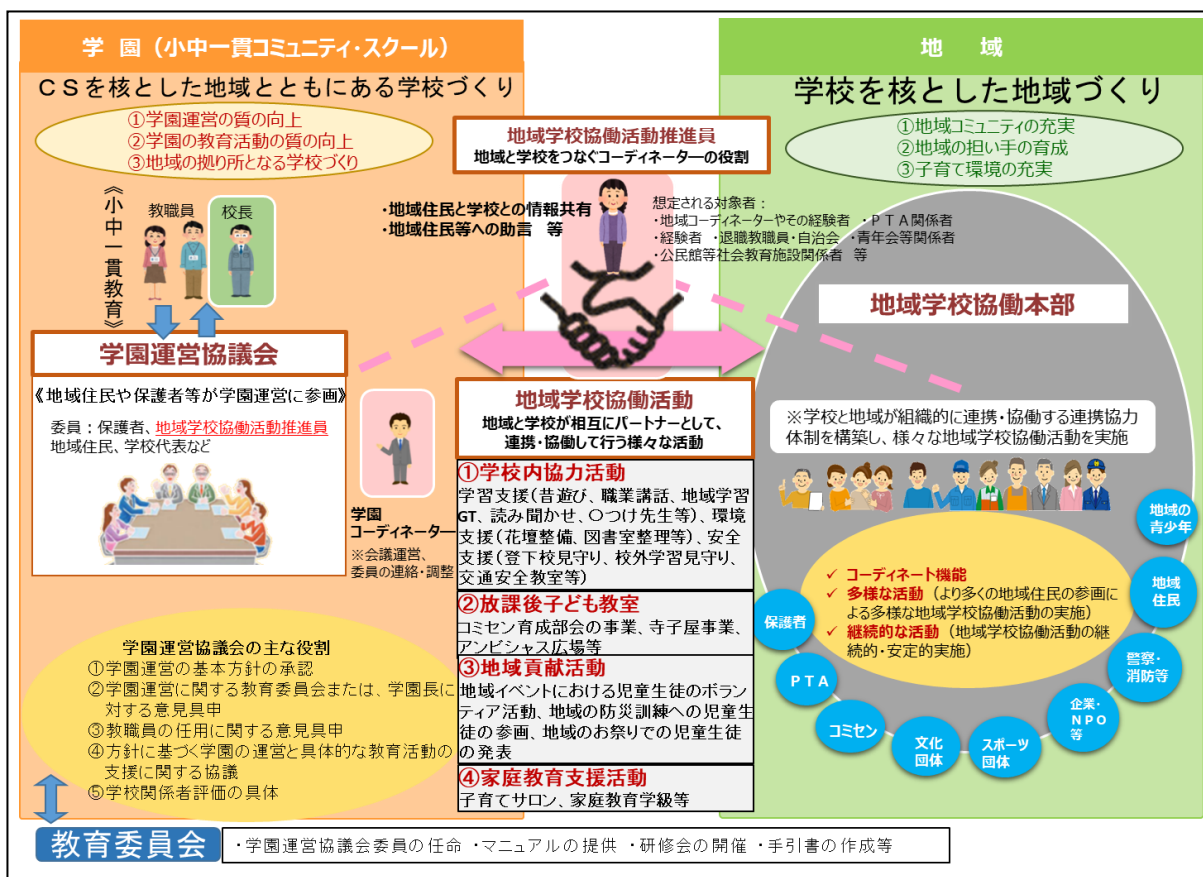 学 園（小中一貫コミュニティ・スクール）
ＣＳを核とした地域とともにある学校づくり
①学園運営の質の向上
②学園の教育活動の質の向上
③地域の拠り所となる学校づくり
《小中一貫教育》
教職員
校長
学園運営協議会
《地域住民や保護者等が学園運営に参画》
委員：保護者、地域学校協働活動推進員
地域住民、学校代表など
学園
コーディネーター
※会議運営、
委員の連絡・調整
学園運営協議会の主な役割
①学園運営の基本方針の承認
②学園運営に関する教育委員会または、学園長に
対する意見具申
③教職員の任用に関する意見具申
④方針に基づく学園の運営と具体的な教育活動の
支援に関する協議
⑤学校関係者評価の具体
地域学校協働活動推進員
地域と学校をつなぐコーディネーターの役割
・地域住民と学校との情報共有
・地域住民等への助言　等
想定される対象者：
・地域コーディネーターやその経験者　・ＰＴＡ関係者
・経験者　・退職教職員・自治会　・青年会等関係者
・公民館等社会教育施設関係者　等
地域学校協働活動
地域と学校が相互にパートナーとして、
連携・協働して行う様々な活動
①学校内協力活動
学習支援（昔遊び、職業講話、地域学習
GT、読み聞かせ、〇つけ先生等）、環境
支援（花壇整備、図書室整理等）、安全
支援（登下校見守り、校外学習見守り、
交通安全教室等）
②放課後子ども教室
コミセン育成部会の事業、寺子屋事業、
アンビシャス広場等
③地域貢献活動
地域イベントにおける児童生徒のボラン
ティア活動、地域の防災訓練への児童生
徒の参画、地域のお祭りでの児童生徒
の発表
④家庭教育支援活動
子育てサロン、家庭教育学級等
地　域
学校を核とした地域づくり
①地域コミュニティの充実
②地域の担い手の育成
③子育て環境の充実
地域学校協働本部
※学校と地域が組織的に連携・協働する連携協力
体制を構築し、様々な地域学校協働活動を実施
✓ コーディネート機能
✓ 多様な活動（より多くの地域住民の参画に
よる多様な地域学校協働活動の実施）
✓ 継続的な活動（地域学校協働活動の継
続的・安定的実施）
保護者
ＰＴＡ
コミセン
文化
団体
スポーツ
団体
企業・
ＮＰＯ
等
警察・
消防等
地域
住民
地域の
青少年
教育委員会
・学園運営協議会委員の任命 ・マニュアルの提供 ・研修会の開催 ・手引書の作成等